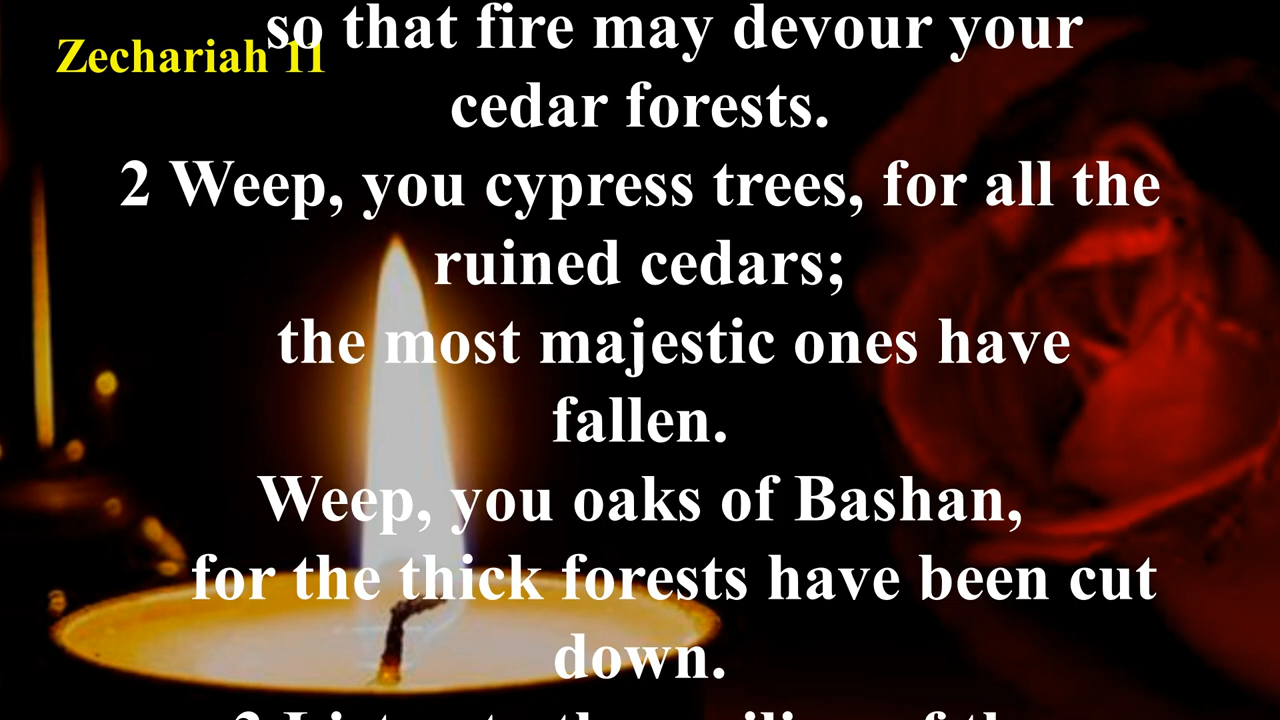 so that fire may devour your
Zechariah 11
cedar forests.
2 Weep, you cypress trees, for all the
ruined cedars;
the most majestic ones have
fallen.
Weep, you oaks of Bashan,
for the thick forests have been cut
down.